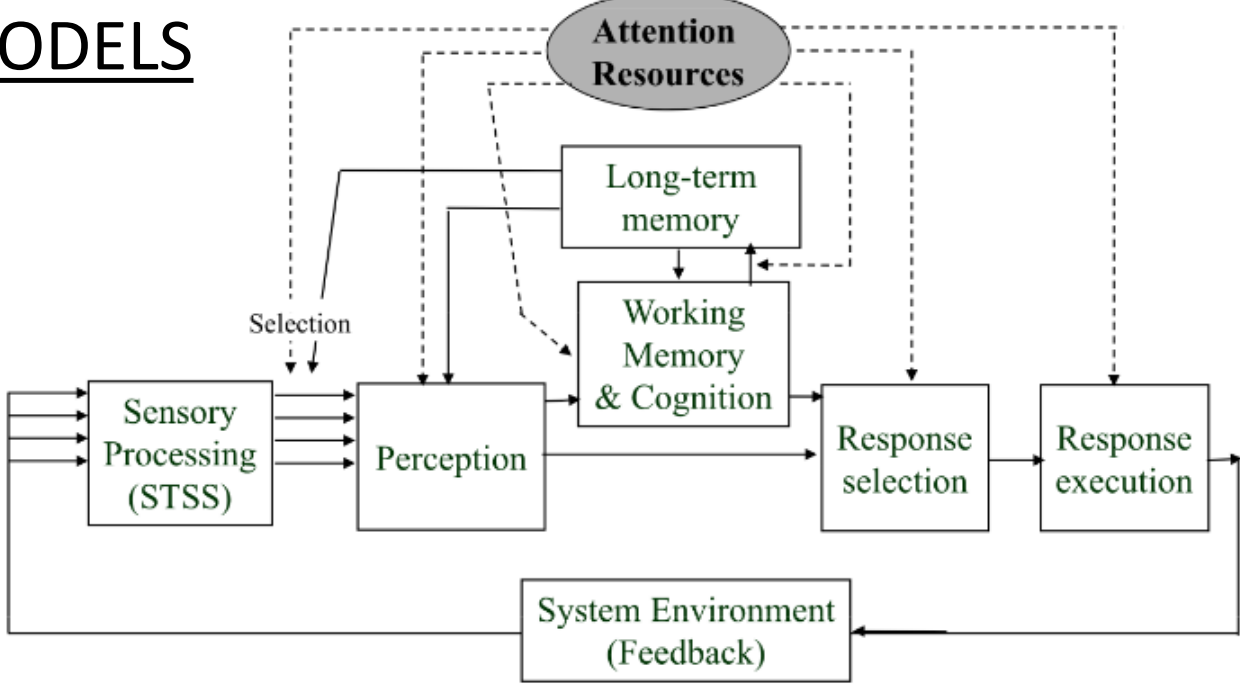 ODELS
Attention
Resources
Long-term
memory
Selection
Working
Memory
& Cognition
Sensory
Processing
(STSS)
Perception
Response
selection
Response
execution
System Environment
(Feedback)